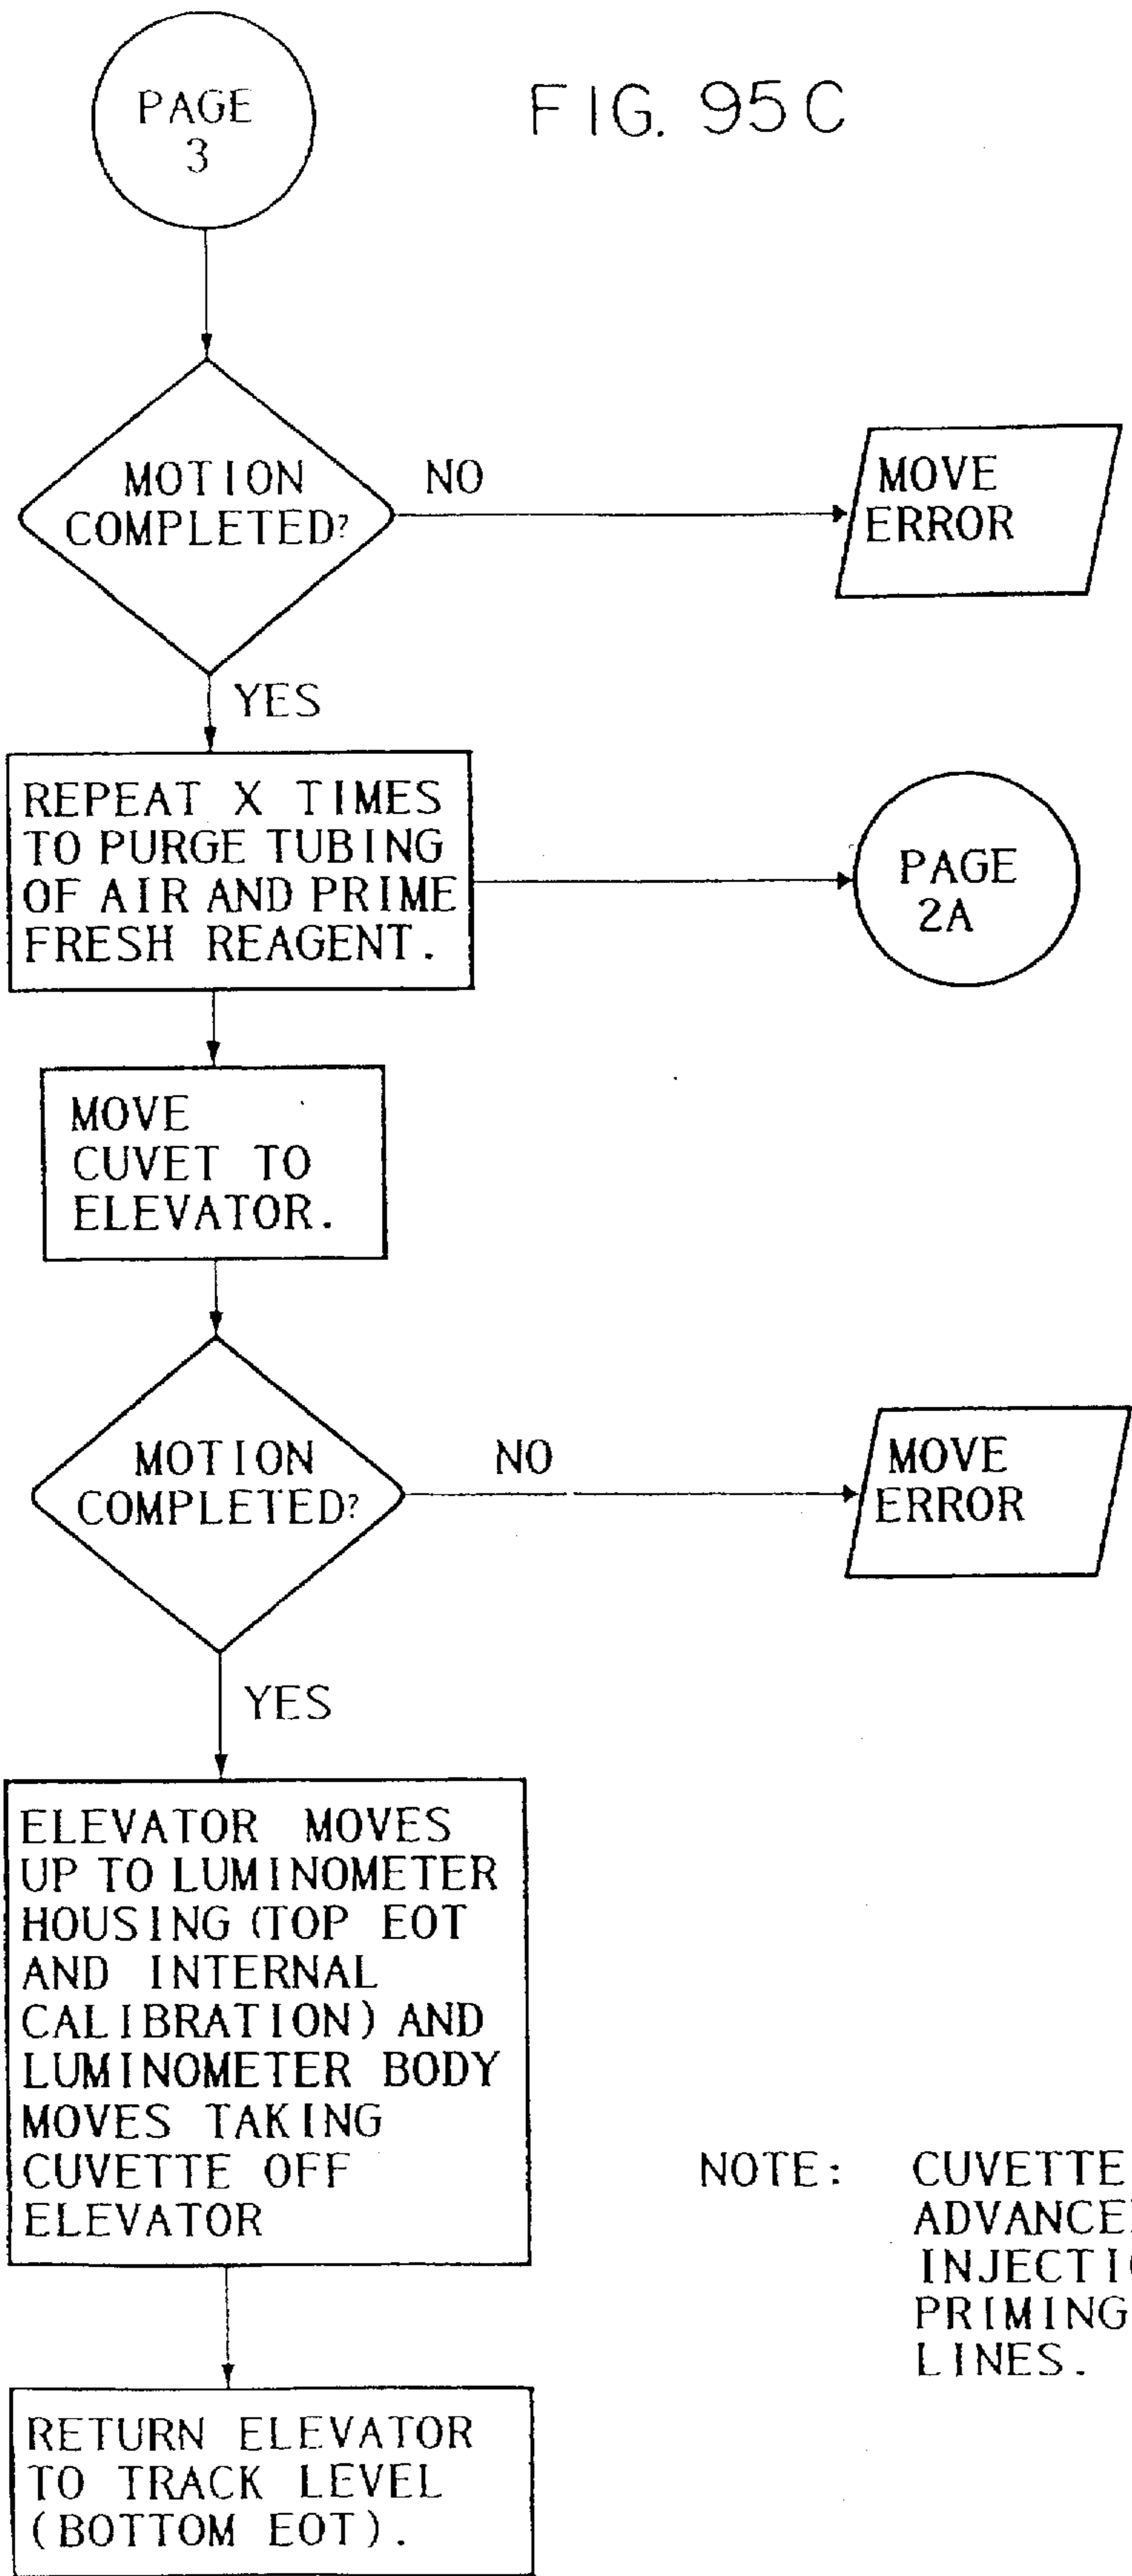 FIG. 95C
PAGE
3
MOTION
COMPLETED?
NO
MOVE
ERROR
YES
REPEAT X TIMES
TO PURGE TUBING
OF AIR AND PRIME
FRESH REAGENT.
PAGE
2A
MOVE
CUVET TO
ELEVATOR.
MOTION
COMPLETED?
NO
MOVE
ERROR
YES
ELEVATOR MOVES
UP TO LUMINOMETER
HOUSING (TOP EOT
AND INTERNAL
CALIBRATION) AND
LUMINOMETER BODY
MOVES TAKING
CUVETTE OFF
ELEVATOR
NOTE: CUVETTE
PRIMING
LINES.
RETURN ELEVATOR
TO TRACK LEVEL
(BOTTOM EOT).